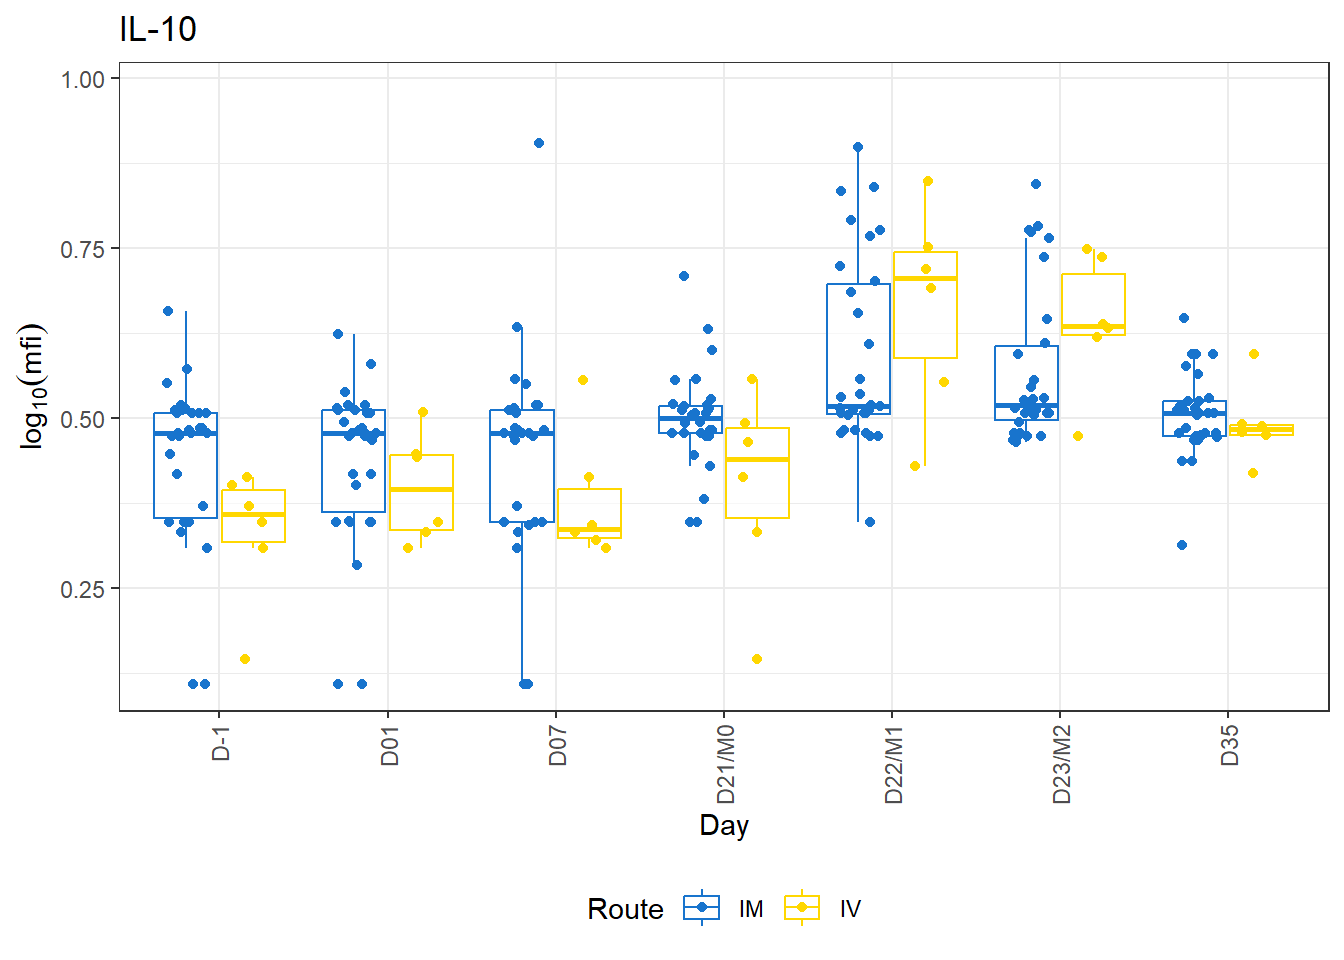 IL-10
1.00
0.75
0.50
0.25
log10(mfi)
D-1
D01
D07
D21/M0
D22/M1
D23/M2
D35
Day
Route IM IV